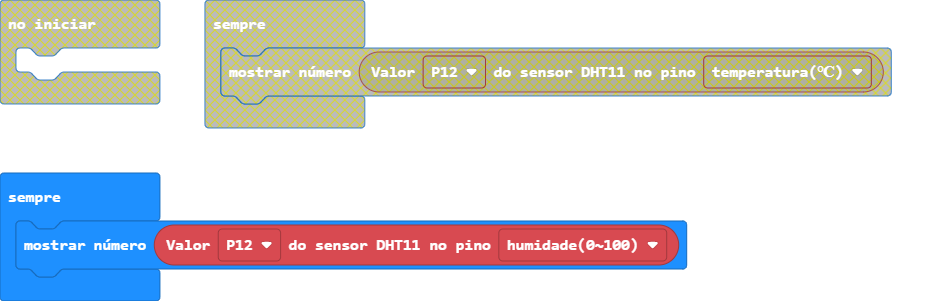 no iniciar
sempre
mostrar número Valor P12 do sensor DHT11 no pino temperatura(℃)
sempre
mostrar número Valor P12 do sensor DHT11 no pino humidade(0~100)